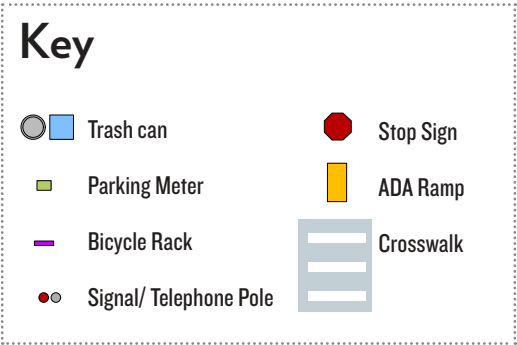 Key
Trash can
Parking Meter
Bicycle Rack
Signal/ Telephone Pole
Stop Sign
ADA Ramp
Crosswalk